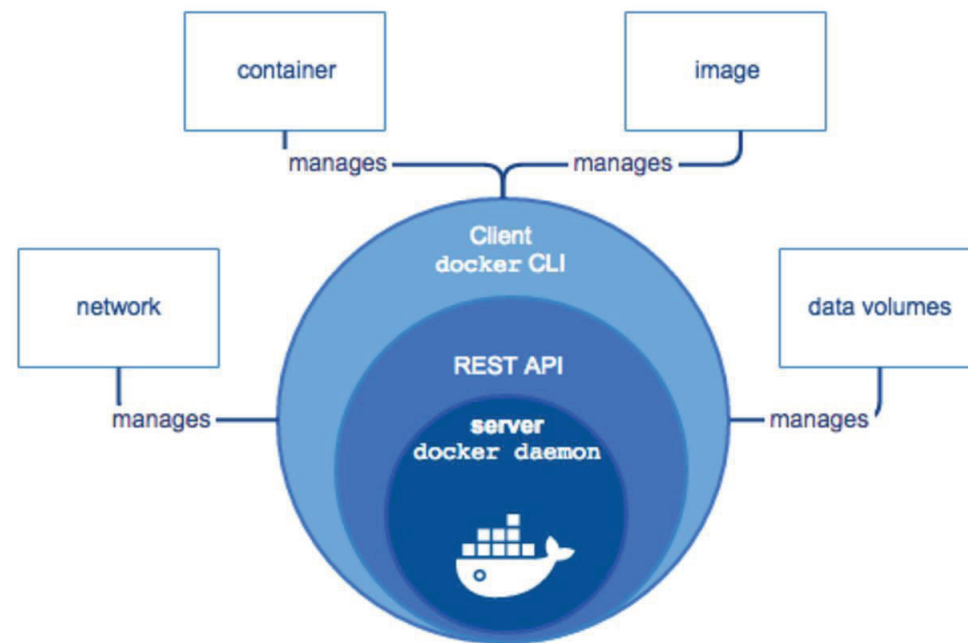 container
image
manages
manages
Client
docker CLI
network
data volumes
REST API
manages
manages
server
docker daemon